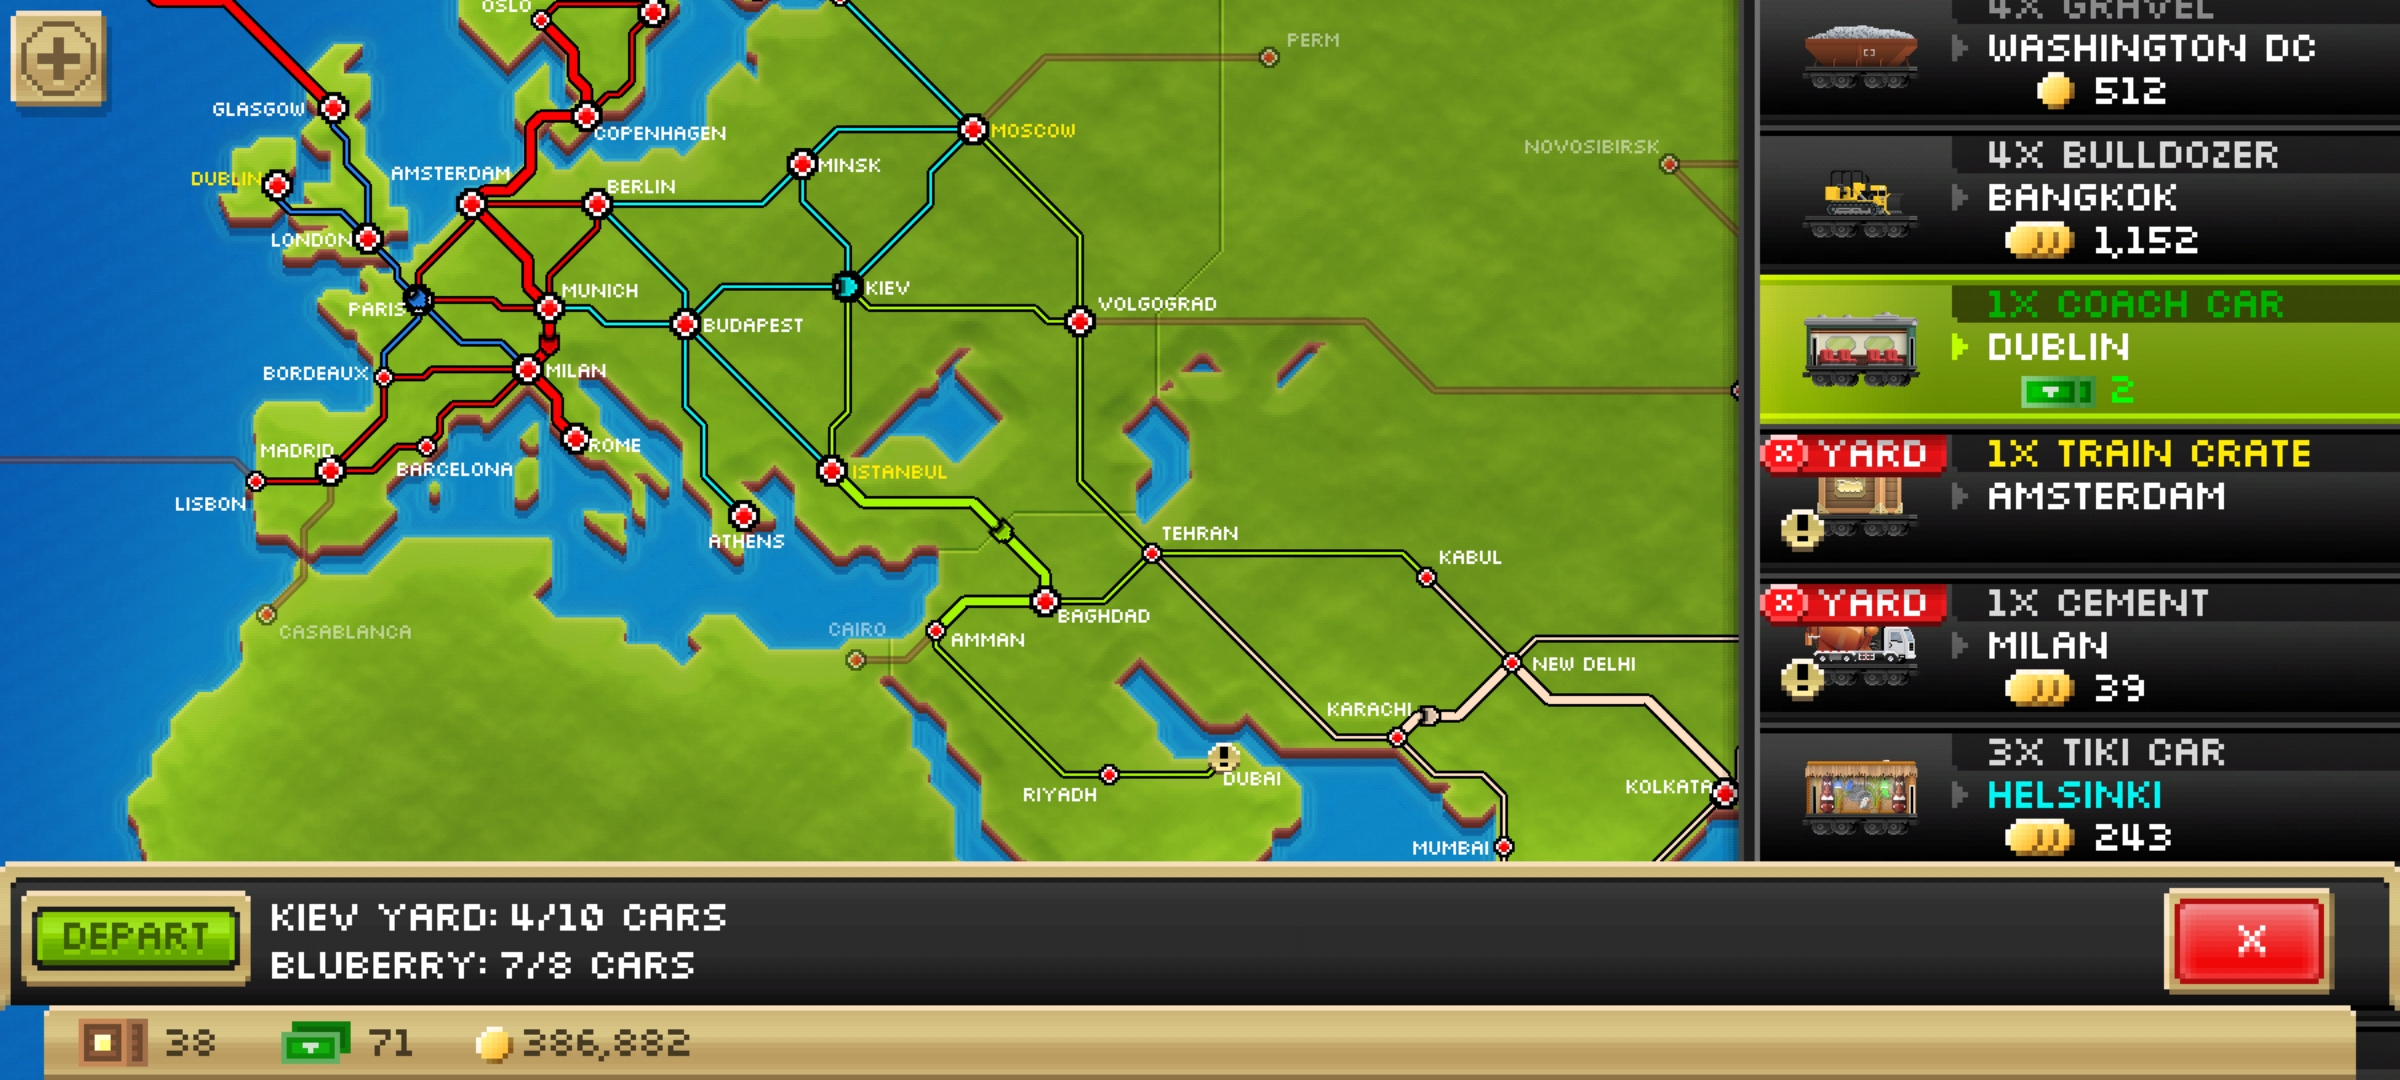 OSLO
PERM
GLASGOW
COPENHAGEN
MOSCOW
NOVOSIBIRSK
MINSK
AMSTERDAM
DUBLIN
BERLIN
LONDON
MUNICH
KIEV
PARIS
VOLGOGRAD
BUDAPEST
BORDEAUX
MILAN
MADRID
ROME
BARCELONA
ISTANBUL
LISBON
ATHENS
TEHRAN
KABUL
BAGHDAD
CASABLANCA
CAIRO
AMMAN
NEW DELHI
KARACHI
DUBAI
RIYADH
KOLKATA
MUMBAI
4X GRAVEL
WASHINGTON DC
512
4X BULLDOZER
BANGKOK
1,152
1X COACH CAR
DUBLIN
2
YARD
1X TRAIN CRATE
AMSTERDAM
YARD
1X CEMENT
MILAN
39
3X TIKI CAR
HELSINKI
243
DEPART
KIEV YARD: 4/10 CARS
BLUBERRY: 7/8 CARS
X
38
71
386,882